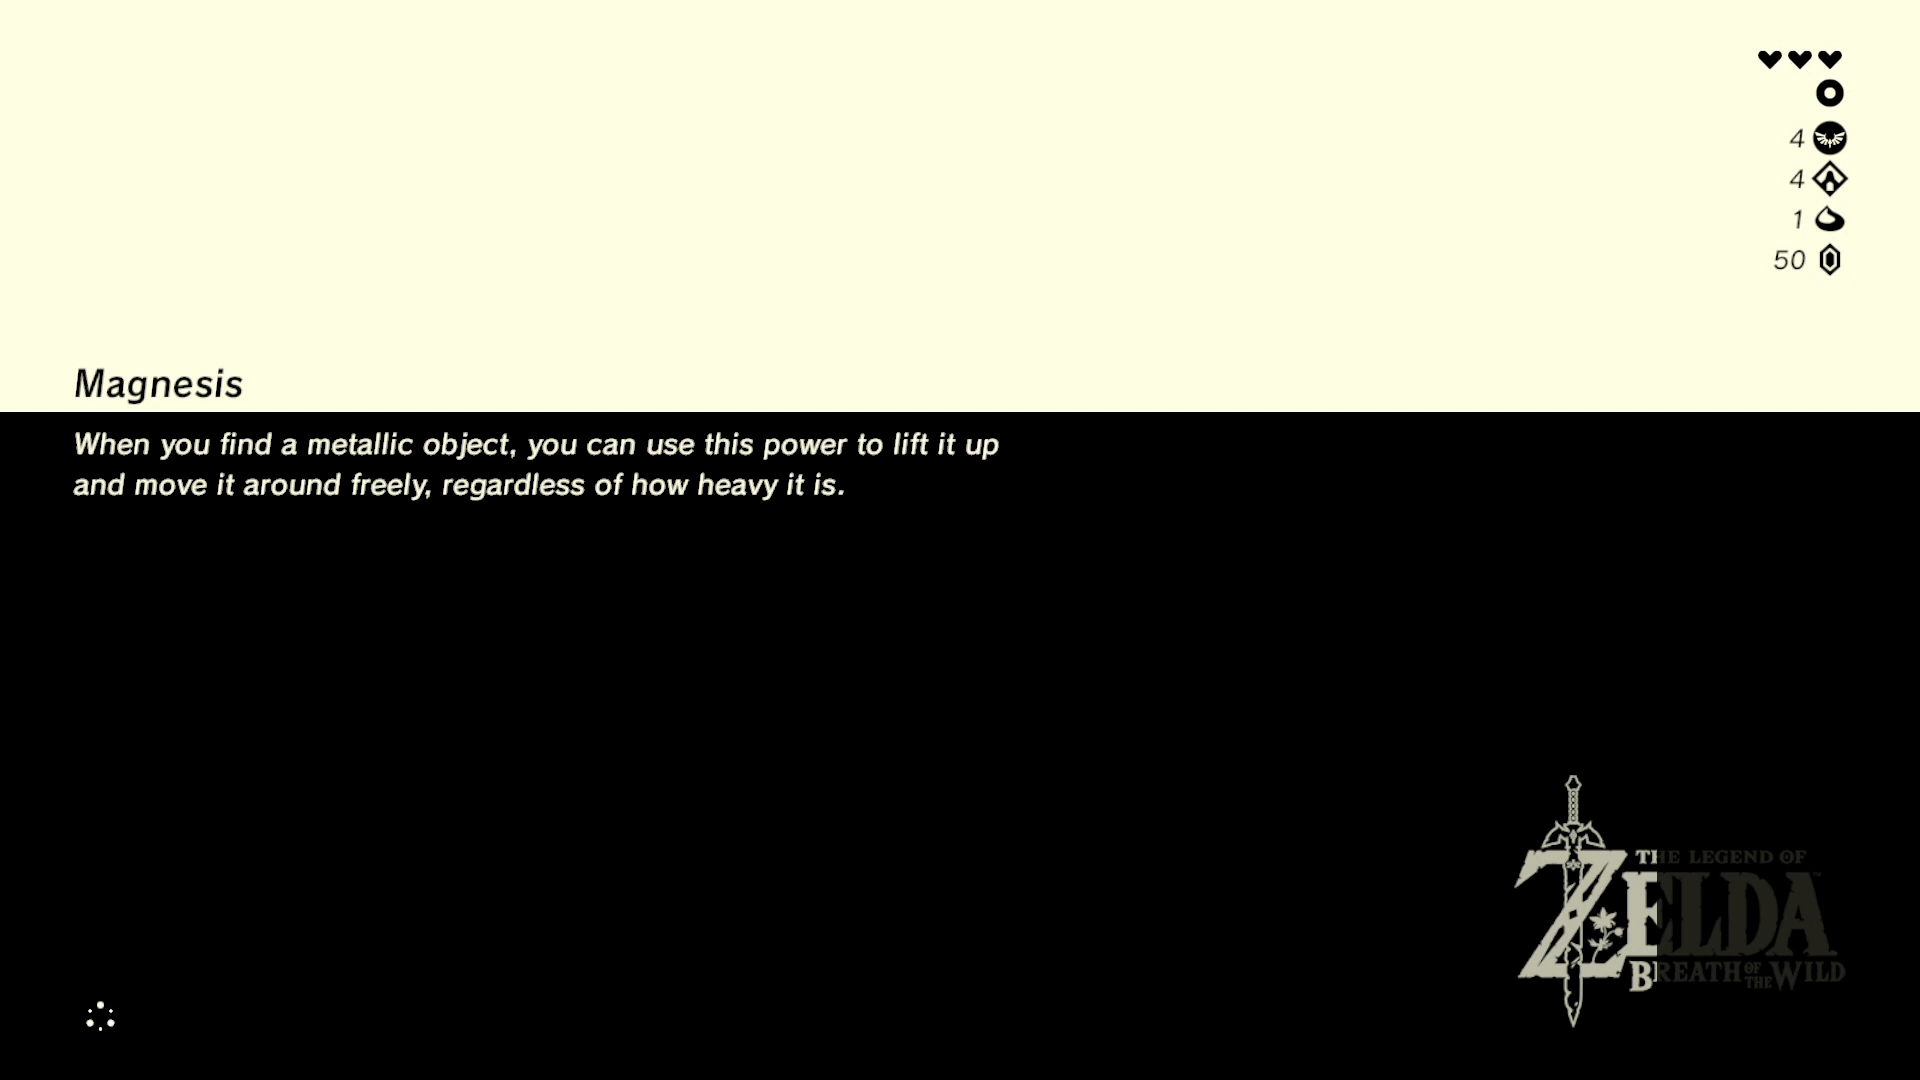 4
4
1
50
Magnesis
When you find a metallic object, you can use this power to lift it up
and move it around freely, regardless of how heavy it is.
THE LEGEND OF
ZELDA™
BREATH OF THE WILD